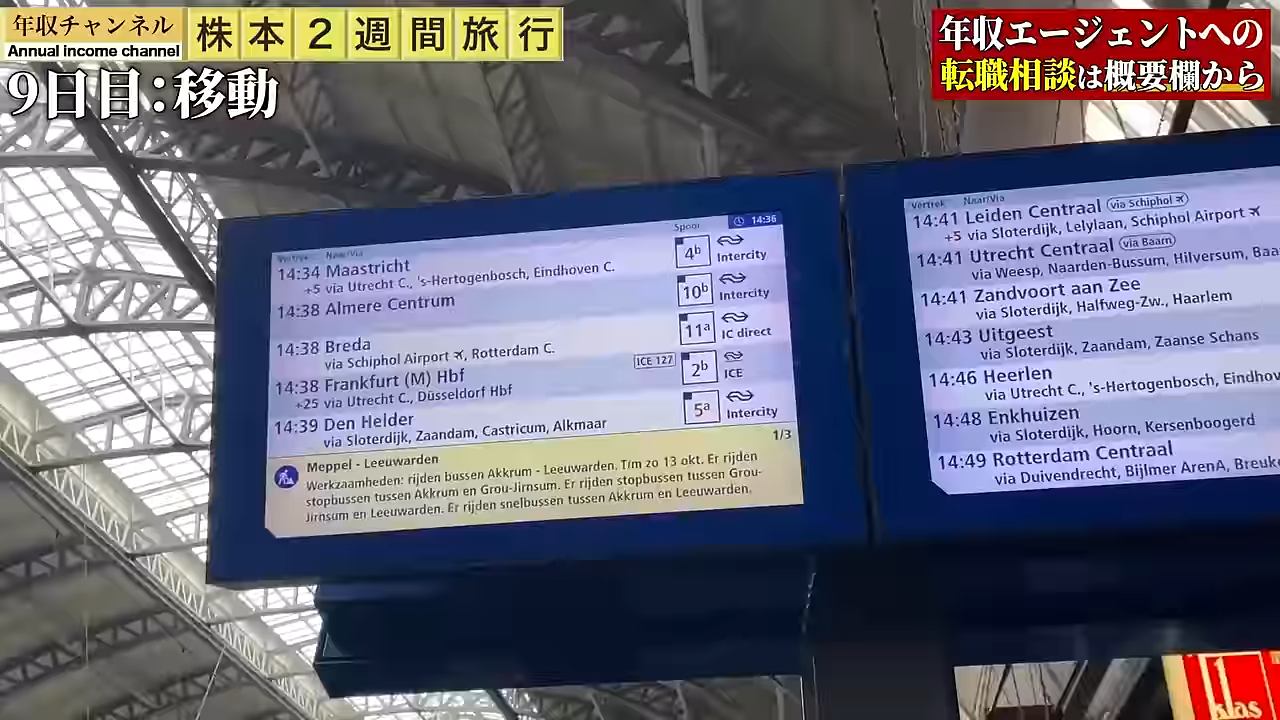 年収チャンネル
Annual income channel
株本2週間旅行
9日目:移動
年収エージェントへの
転職相談は概要欄から
Vertrek Naar/Via Spoor 14:36
14:34 Maastricht 4b Intercity
+5 via Utrecht C., 's-Hertogenbosch, Eindhoven C.
14:38 Almere Centrum 10b Intercity
14:38 Breda 11a IC direct
via Schiphol Airport ✈, Rotterdam C.
14:38 Frankfurt (M) Hbf ICE 127 2b ICE
+25 via Utrecht C., Düsseldorf Hbf
14:39 Den Helder 5a Intercity
via Sloterdijk, Zaandam, Castricum, Alkmaar
1/3
Meppel - Leeuwarden
Werkzaamheden: rijden bussen Akkrum - Leeuwarden. T/m zo 13 okt. Er rijden
stopbussen tussen Akkrum en Grou-Jirnsum. Er rijden stopbussen tussen Grou-
Jirnsum en Leeuwarden. Er rijden snelbussen tussen Akkrum en Leeuwarden.
Vertrek Naar/Via
14:41 Leiden Centraal via Schiphol ✈
+5 via Sloterdijk, Lelylaan, Schiphol Airport ✈
14:41 Utrecht Centraal via Baarn
via Weesp, Naarden-Bussum, Hilversum, Baa
14:41 Zandvoort aan Zee
via Sloterdijk, Halfweg-Zw., Haarlem
14:43 Uitgeest
via Sloterdijk, Zaandam, Zaanse Schans
14:46 Heerlen
via Utrecht C., 's-Hertogenbosch, Eindhov
14:48 Enkhuizen
via Sloterdijk, Hoorn, Kersenboogerd
14:49 Rotterdam Centraal
via Duivendrecht, Bijlmer ArenA, Breuke
1
klas